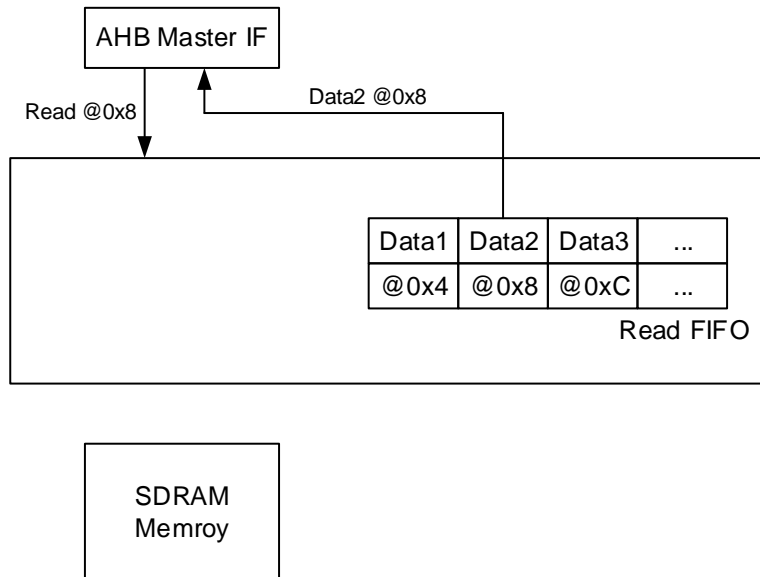 AHB Master IF
Read @0x8
Data2 @0x8
Data1 Data2 Data3 ...
@0x4 @0x8 @0xC ...
Read FIFO
SDRAM
Memroy